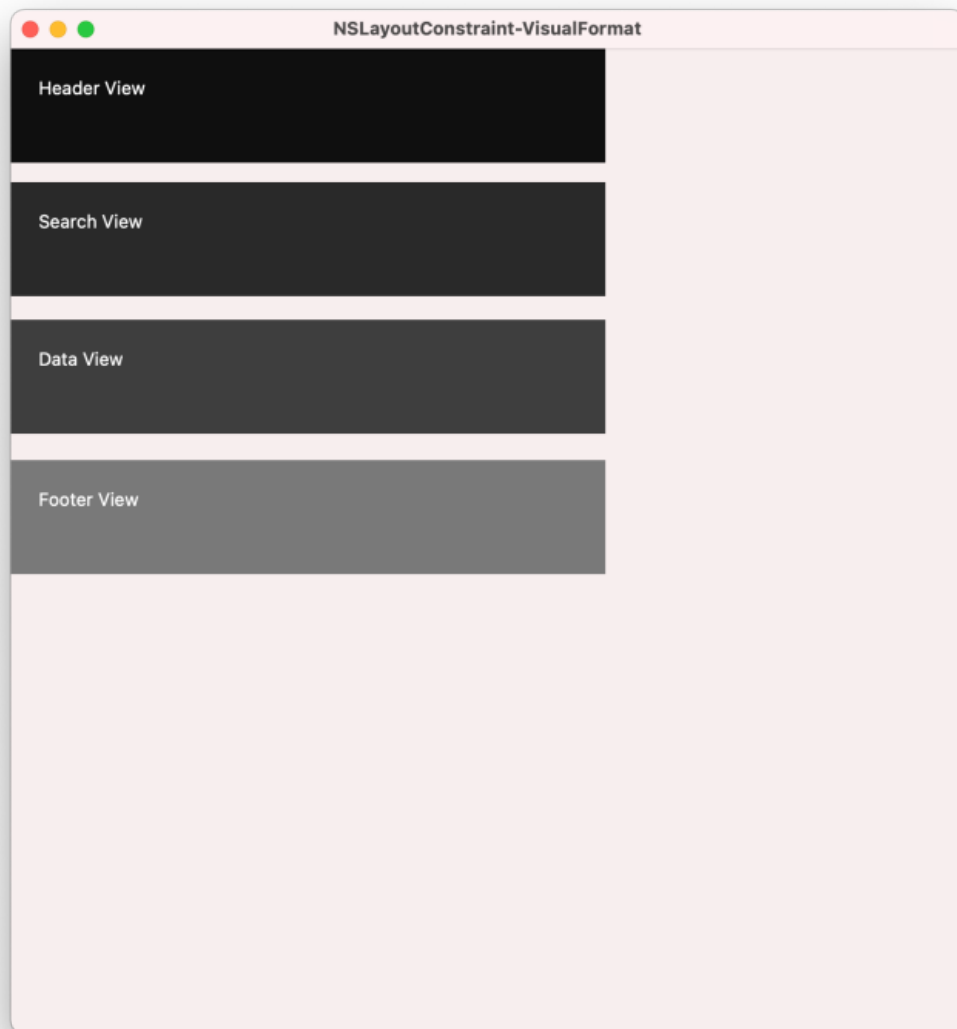 NSLayoutConstraint-VisualFormat
Header View
Search View
Data View
Footer View